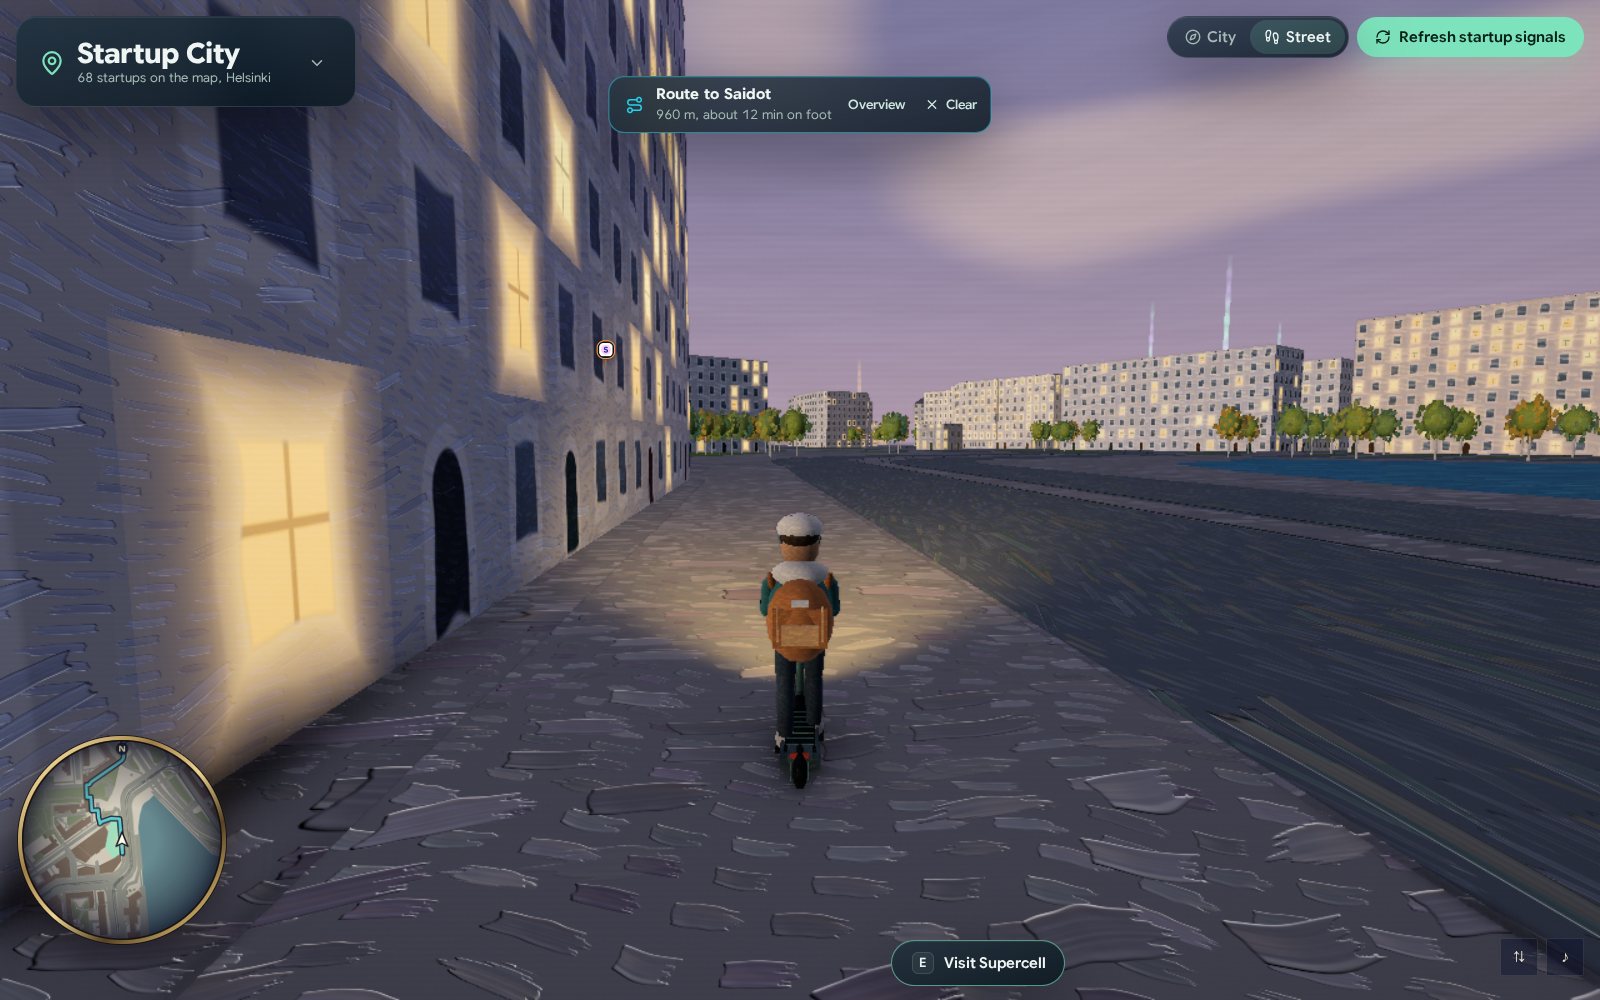 Startup City
68 startups on the map, Helsinki
City
Street
Refresh startup signals
Route to Saidot
960 m, about 12 min on foot
Overview
Clear
S
N
E
Visit Supercell